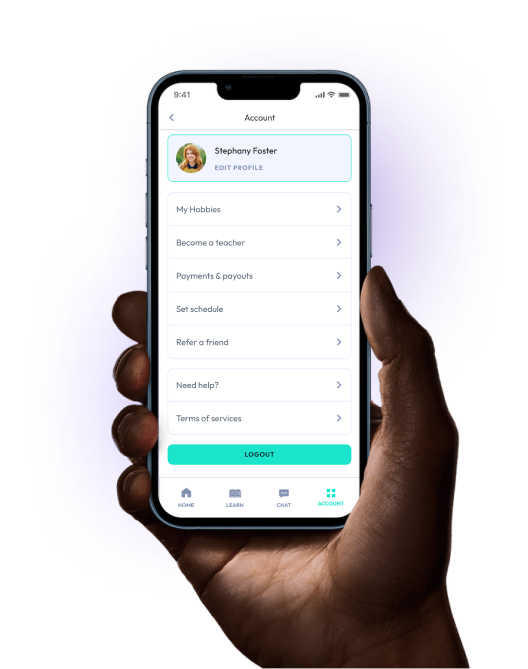 9:41
Account
Stephany Foster
EDIT PROFILE
My Hobbies
Become a teacher
Payments & payouts
Set schedule
Refer a friend
Need help?
Terms of services
LOGOUT
HOME LEARN CHAT ACCOUNT